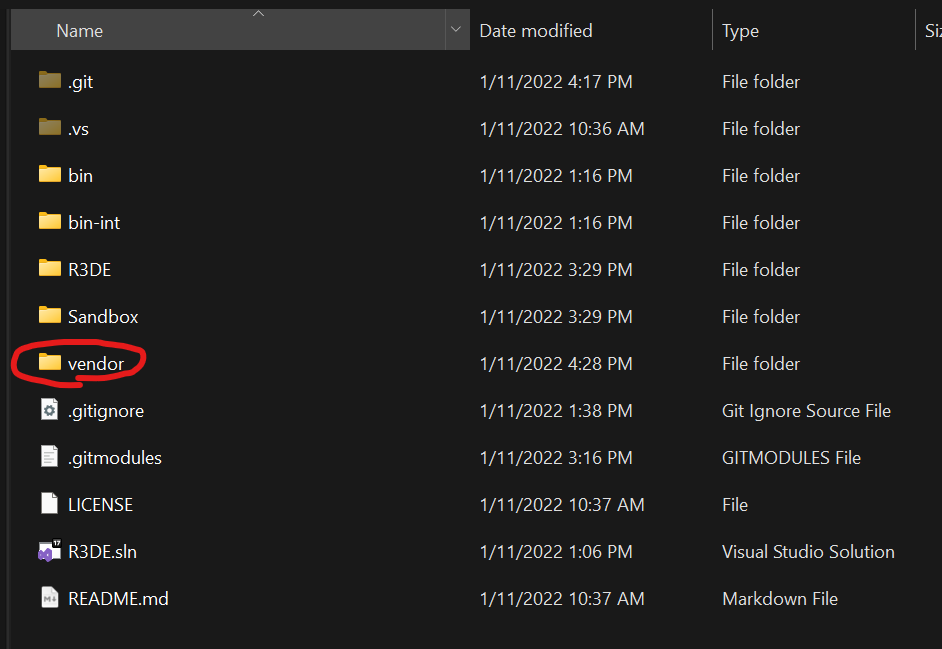 Name Date modified Type Siz
.git 1/11/2022 4:17 PM File folder
.vs 1/11/2022 10:36 AM File folder
bin 1/11/2022 1:16 PM File folder
bin-int 1/11/2022 1:16 PM File folder
R3DE 1/11/2022 3:29 PM File folder
Sandbox 1/11/2022 3:29 PM File folder
vendor 1/11/2022 4:28 PM File folder
.gitignore 1/11/2022 1:38 PM Git Ignore Source File
.gitmodules 1/11/2022 3:16 PM GITMODULES File
LICENSE 1/11/2022 10:37 AM File
R3DE.sln 1/11/2022 1:06 PM Visual Studio Solution
README.md 1/11/2022 10:37 AM Markdown File